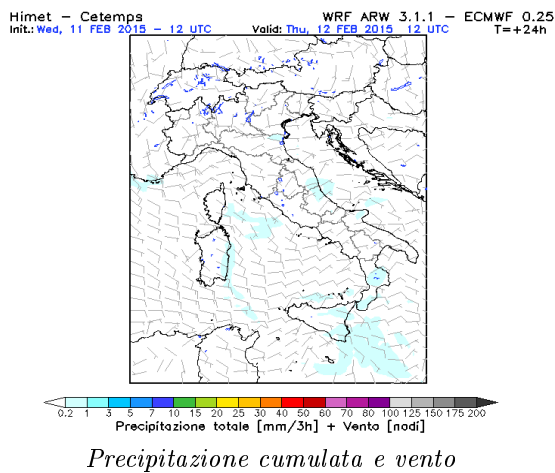 Himet – Cetemps WRF ARW 3.1.1 – ECMWF 0.25
Init.: Wed, 11 FEB 2015 – 12 UTC Valid: Thu, 12 FEB 2015 12 UTC T=+24h
0.2 1 3 5 7 10 15 20 25 30 40 50 60 70 80 100 125 150 175 200
Precipitazione totale [mm/3h] + Vento [nodi]
Precipitazione cumulata e vento